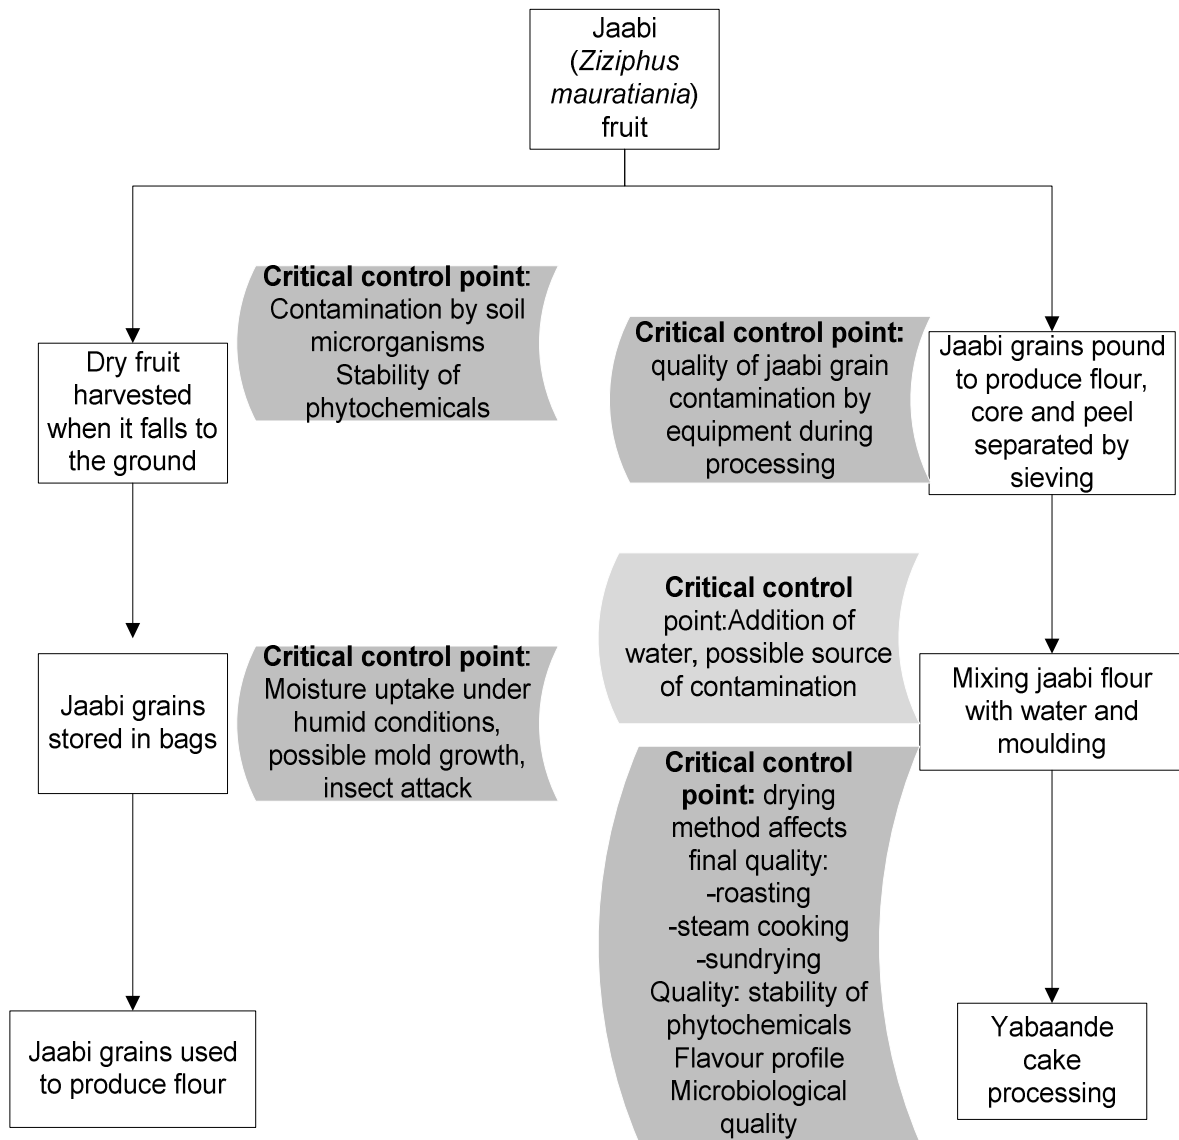 Jaabi
(Ziziphus
mauratiania)
fruit
Critical control point:
Contamination by soil
microrganisms
Stability of
phytochemicals
Dry fruit
harvested
when it falls to
the ground
Critical control point:
quality of jaabi grain
contamination by
equipment during
processing
Jaabi grains pound
to produce flour,
core and peel
separated by
sieving
Critical control
point:Addition of
water, possible source
of contamination
Jaabi grains
stored in bags
Critical control point:
Moisture uptake under
humid conditions,
possible mold growth,
insect attack
Mixing jaabi flour
with water and
moulding
Critical control
point: drying
method affects
final quality:
-roasting
-steam cooking
-sundrying
Quality: stability of
phytochemicals
Flavour profile
Microbiological
quality
Jaabi grains used
to produce flour
Yabaande
cake
processing